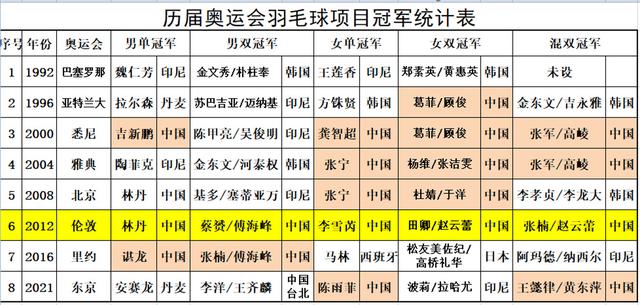 历届奥运会羽毛球项目冠军统计表
序号 年份 奥运会 男单冠军 男双冠军 女单冠军 女双冠军 混双冠军
1 1992 巴塞罗那 魏仁芳 印尼 金文秀/朴柱奉 韩国 王莲香 印尼 郑素英/黄惠英 韩国 未设
2 1996 亚特兰大 拉尔森 丹麦 苏巴吉亚/迈纳基 印尼 方铢贤 韩国 葛菲/顾俊 中国 金东文/吉永雅 韩国
3 2000 悉尼 吉新鹏 中国 陈甲亮/吴俊明 印尼 龚智超 中国 葛菲/顾俊 中国 张军/高崚 中国
4 2004 雅典 陶菲克 印尼 金东文/河泰权 韩国 张宁 中国 杨维/张洁雯 中国 张军/高崚 中国
5 2008 北京 林丹 中国 基多/塞蒂亚万 印尼 张宁 中国 杜婧/于洋 中国 李孝贞/李龙大 韩国
6 2012 伦敦 林丹 中国 蔡赟/傅海峰 中国 李雪芮 中国 田卿/赵云蕾 中国 张楠/赵云蕾 中国
7 2016 里约 谌龙 中国 张楠/傅海峰 中国 马林 西班牙 松友美佐纪/
高桥礼华 日本 阿玛德/纳西尔 印尼
8 2021 东京 安赛龙 丹麦 李洋/王齐麟 中国
台北 陈雨菲 中国 波莉/拉哈尤 印尼 王懿律/黄东萍 中国